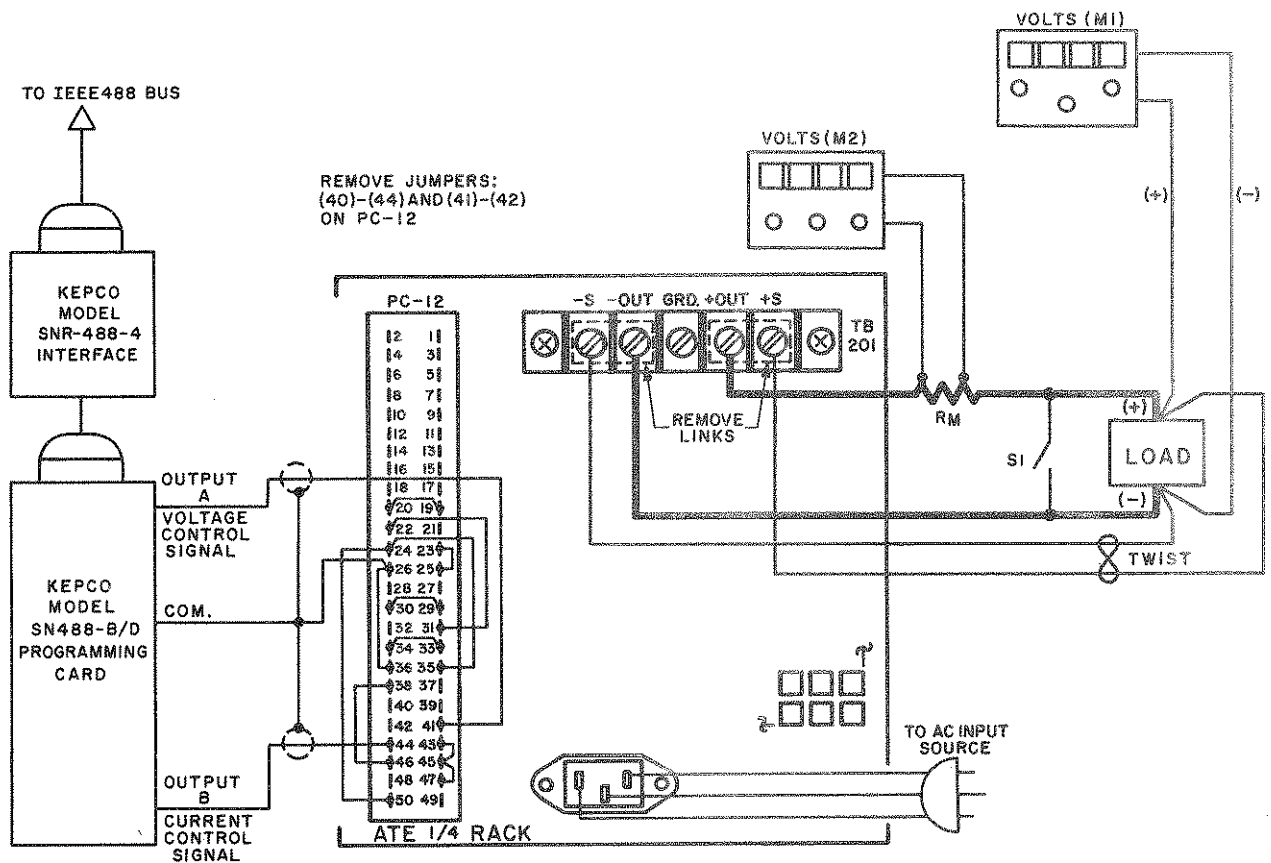 VOLTS (M1)
TO IEEE488 BUS
VOLTS (M2)
REMOVE JUMPERS:
(40)-(44) AND (41)-(42)
ON PC-12
(+)
(-)
KEPCO
MODEL
SNR-488-4
INTERFACE
PC-12
-S -OUT GRD. +OUT +S
TB
201
2 1
4 3
6 5
8 7
10 9
12 11
14 13
16 15
18 17
20 19
22 21
24 23
26 25
28 27
30 29
32 31
34 33
36 35
38 37
40 39
42 41
44 43
46 45
48 47
50 49
REMOVE
LINKS
RM
S1
(+)
LOAD
(-)
TWIST
OUTPUT
A
VOLTAGE
CONTROL
SIGNAL
COM.
KEPCO
MODEL
SN488-B/D
PROGRAMMING
CARD
OUTPUT
B
CURRENT
CONTROL
SIGNAL
TO AC INPUT
SOURCE
ATE 1/4 RACK